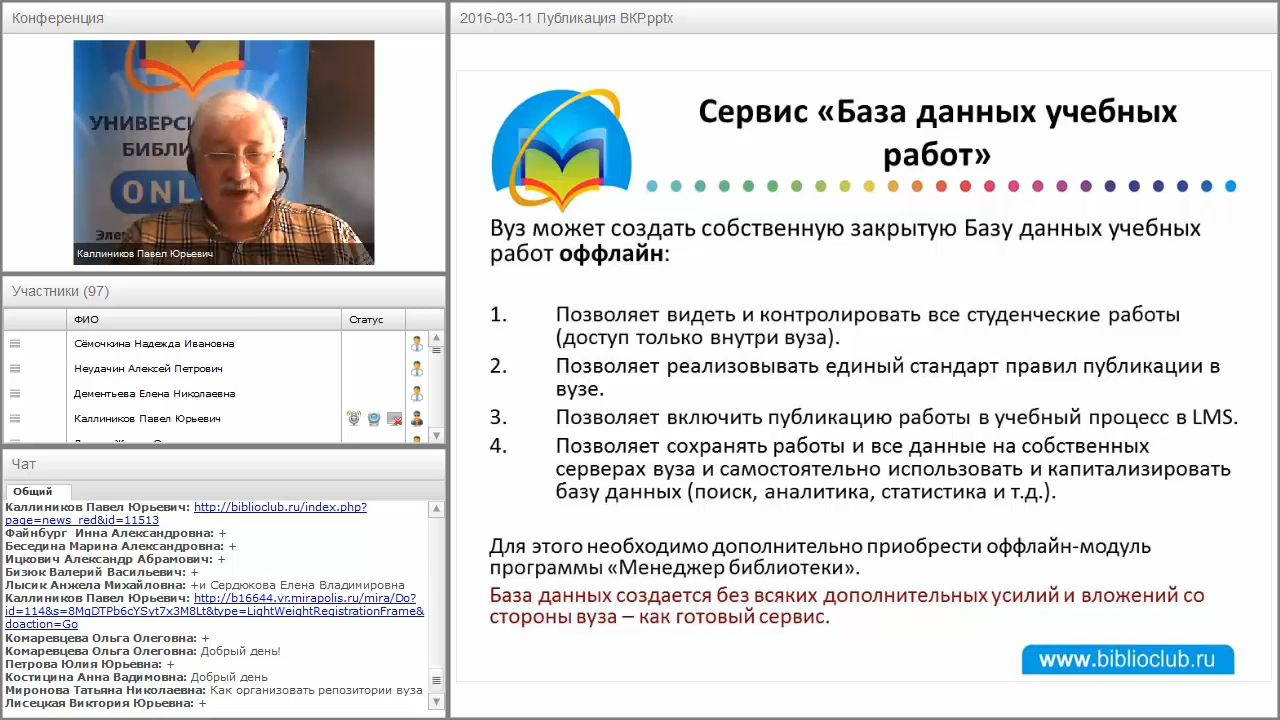 Конференция
УНИВЕРСИ
БИБЛИ
ONL
Эле
Каллиников Павел Юрьевич
Участники (97)
ФИО
Статус
Сёмочкина Надежда Ивановна
Неудачин Алексей Петрович
Дементьева Елена Николаевна
Каллиников Павел Юрьевич
Чат
Общий
Каллиников Павел Юрьевич: http://biblioclub.ru/index.php?
page=news_red&id=11513
Файнбург Инна Александровна: +
Беседина Марина Александровна: +
Ицкович Александр Абрамович: +
Бизюк Валерий Васильевич: +
Лысик Анжела Михайловна: +и Сердюкова Елена Владимировна
Каллиников Павел Юрьевич: http://b16644.vr.mirapolis.ru/mira/Do?
id=114&s=8MgDTPb6cYSyt7x3M8Lt&type=LightWeightRegistrationFrame&
doaction=Go
Комаревцева Ольга Олеговна: +
Комаревцева Ольга Олеговна: Добрый день!
Петрова Юлия Юрьевна: +
Костицина Анна Вадимовна: Добрый день
Миронова Татьяна Николаевна: Как организовать репозитории вуза
Лисецкая Виктория Юрьевна: +
2016-03-11 Публикация ВКР.pptx
Сервис «База данных учебных
работ»
Вуз может создать собственную закрытую Базу данных учебных
работ оффлайн:
1. Позволяет видеть и контролировать все студенческие работы
(доступ только внутри вуза).
2. Позволяет реализовывать единый стандарт правил публикации в
вузе.
3. Позволяет включить публикацию работы в учебный процесс в LMS.
4. Позволяет сохранять работы и все данные на собственных
серверах вуза и самостоятельно использовать и капитализировать
базу данных (поиск, аналитика, статистика и т.д.).
Для этого необходимо дополнительно приобрести оффлайн-модуль
программы «Менеджер библиотеки».
База данных создается без всяких дополнительных усилий и вложений со
стороны вуза – как готовый сервис.
www.biblioclub.ru